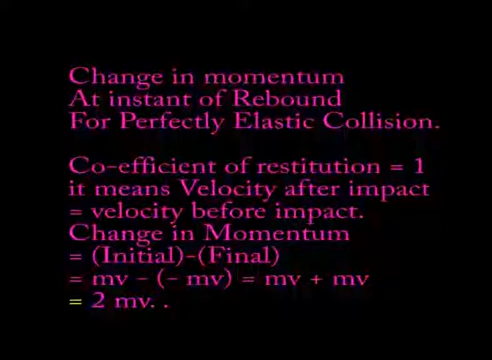 Change in momentum
At instant of Rebound
For Perfectly Elastic Collision.
Co-efficient of restitution = 1
it means Velocity after impact
= velocity before impact.
Change in Momentum
= (Initial)-(Final)
= mv - (- mv) = mv + mv
= 2 mv. .